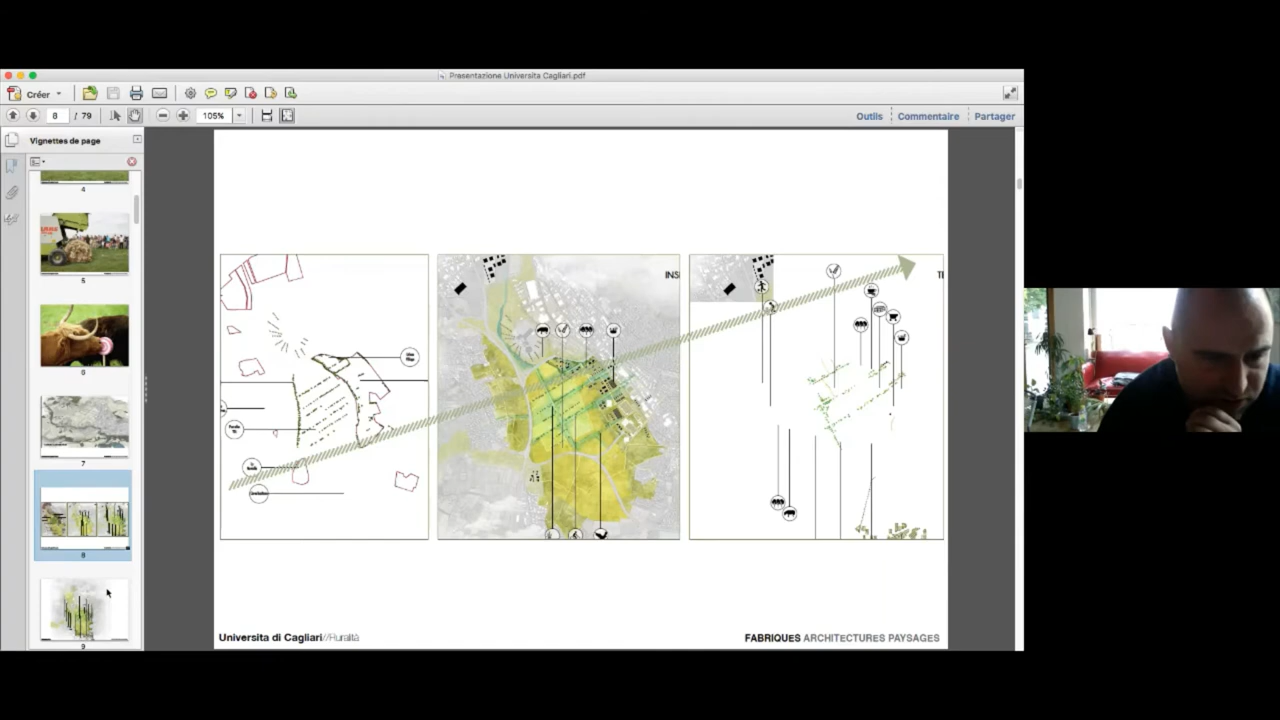 Presentazione Universita Cagliari.pdf
Créer
8 / 79
105%
Outils
Commentaire
Partager
Vignettes de page
4
5
6
7
8
9
INS
Universita di Cagliari//Ruralità
FABRIQUES ARCHITECTURES PAYSAGES